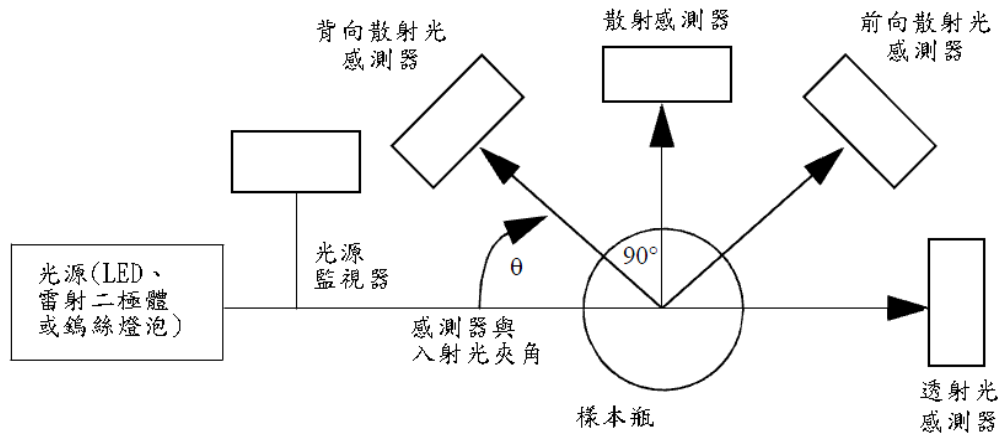 背向散射光
感測器
散射感測器
前向散射光
感測器
光源
監視器
90°
θ
光源(LED、
雷射二極體
或鎢絲燈泡)
感測器與
入射光夾角
透射光
感測器
樣本瓶